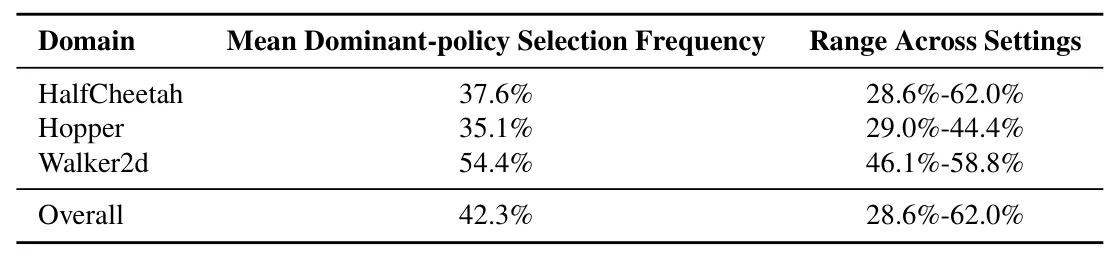 Domain Mean Dominant-policy Selection Frequency Range Across Settings
HalfCheetah 37.6% 28.6%-62.0%
Hopper 35.1% 29.0%-44.4%
Walker2d 54.4% 46.1%-58.8%
Overall 42.3% 28.6%-62.0%